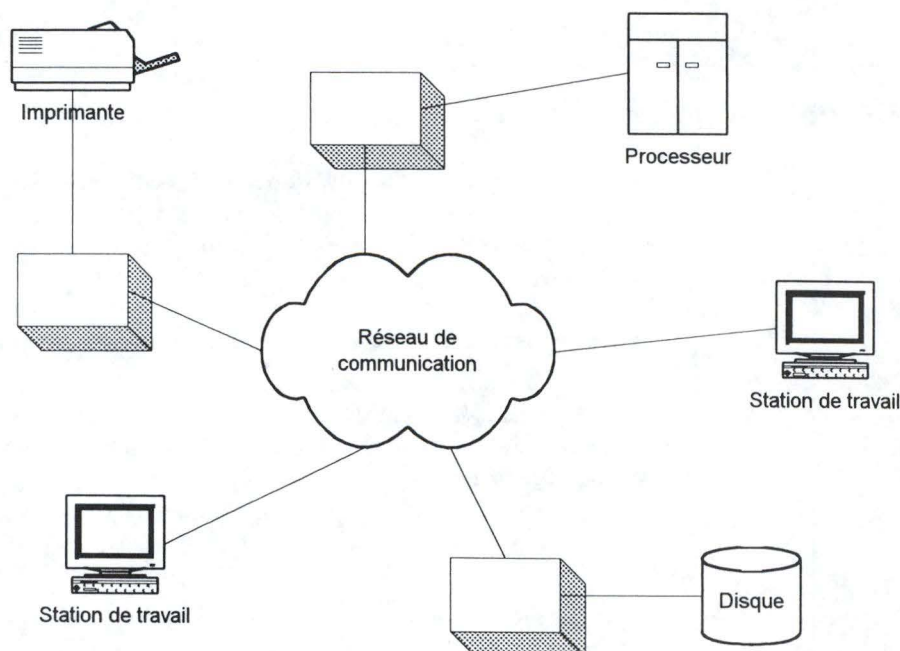 Imprimante
Processeur
Réseau de
communication
Station de travail
Station de travail
Disque